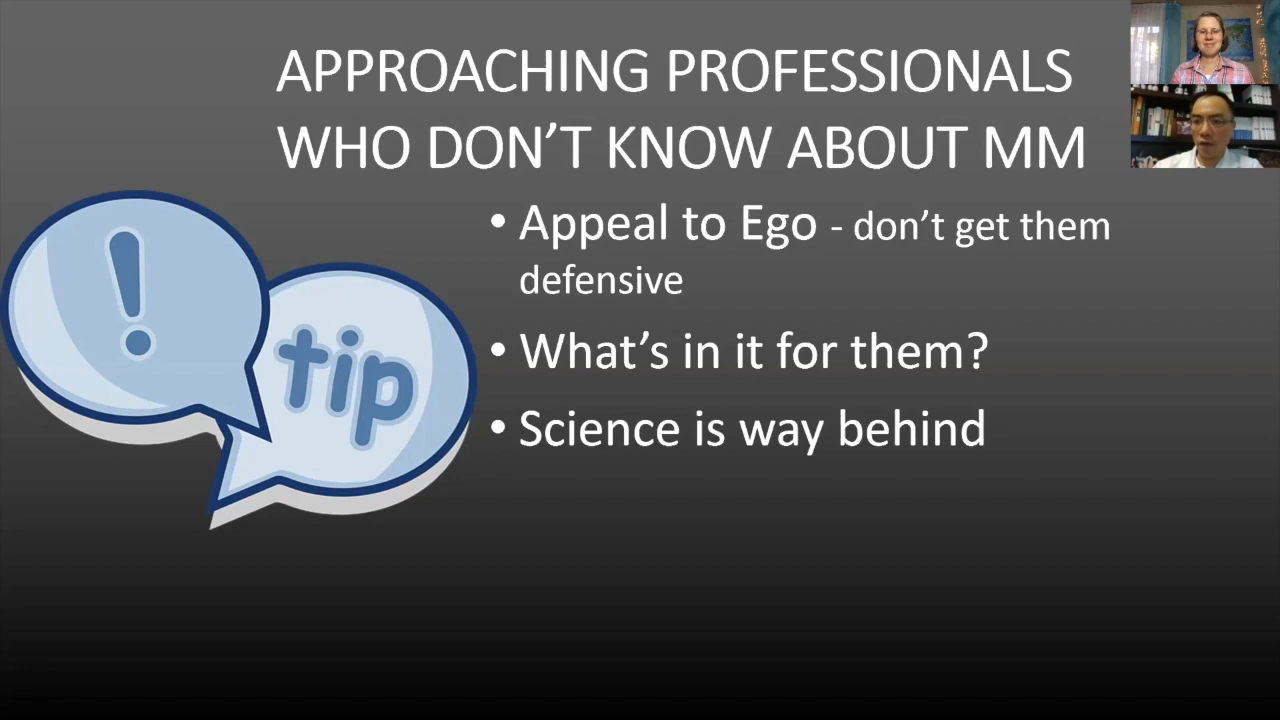 APPROACHING PROFESSIONALS
WHO DON'T KNOW ABOUT MM
! tip
• Appeal to Ego - don't get them
defensive
• What's in it for them?
• Science is way behind